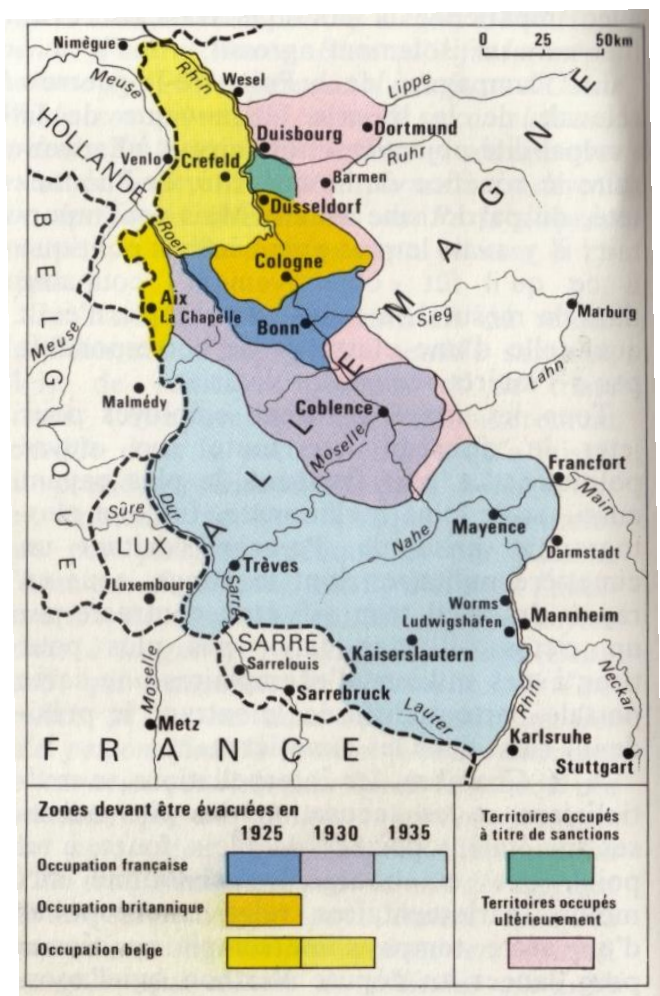 0 25 50km
Nimègue
Rhin
Wesel
Meuse
Lippe
HOLLANDE
Duisbourg
Dortmund
Ruhr
Venlo
Crefeld
Barmen
Düsseldorf
Roer
BELGIQUE
Cologne
Aix
La Chapelle
Bonn
Sieg
Marburg
Meuse
Lahn
Malmédy
Coblence
Moselle
ALLEMAGNE
Francfort
Main
Sûre
Our
Mayence
Nahe
LUX
Darmstadt
Trèves
Luxembourg
Sarre
Worms
Ludwigshafen
Mannheim
SARRE
Kaiserslautern
Sarrelouis
Neckar
Moselle
Sarrebruck
Rhin
Metz
Lauter
Karlsruhe
FRANCE
Stuttgart
Zones devant être évacuées en
1925 1930 1935
Territoires occupés
à titre de sanctions
Occupation française
Occupation britannique
Territoires occupés
ultérieurement
Occupation belge